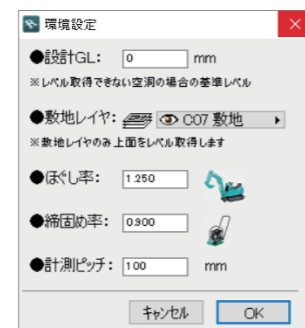 環境設定
●設計GL: 0 mm
※レベル取得できない空洞の場合の基準レベル
●敷地レイヤ: C07 敷地
※敷地レイヤのみ上面をレベル取得します
●ほぐし率: 1.250
●締固め率: 0.900
●計測ピッチ: 100 mm
キャンセル OK